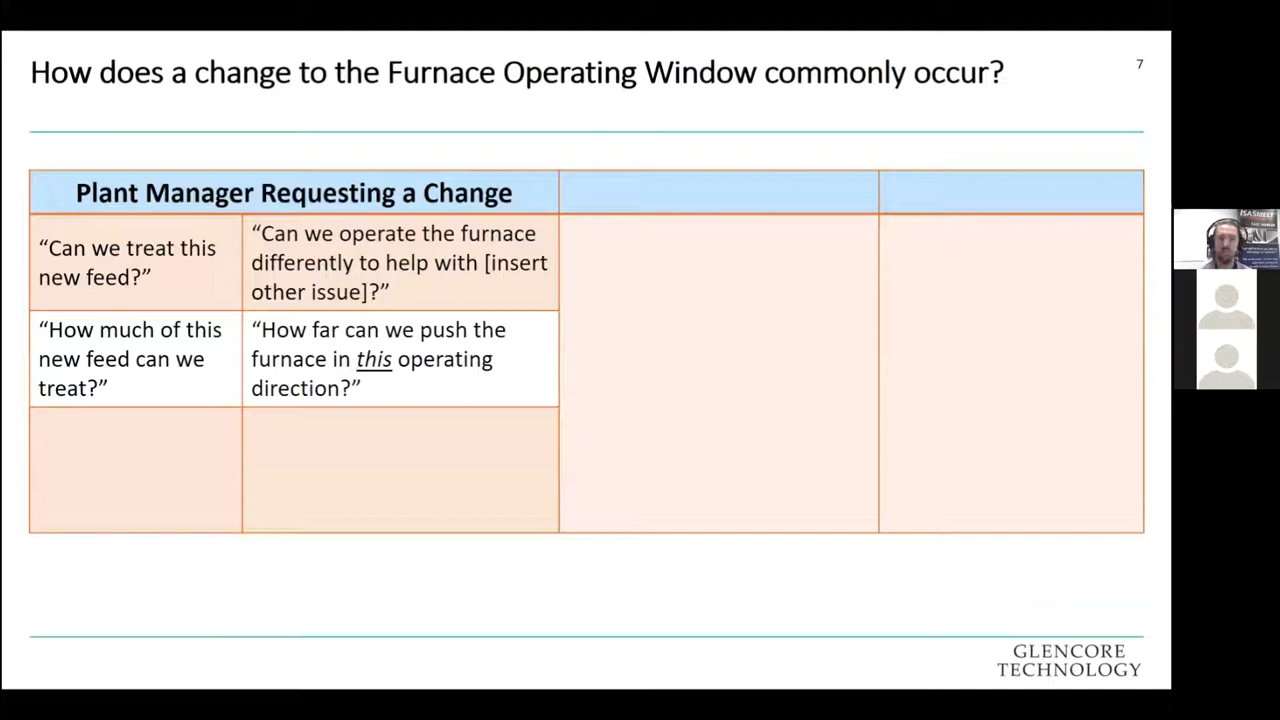 How does a change to the Furnace Operating Window commonly occur?
7
Plant Manager Requesting a Change
“Can we treat this
new feed?”
“Can we operate the furnace
differently to help with [insert
other issue]?”
“How much of this
new feed can we
treat?”
“How far can we push the
furnace in this operating
direction?”
GLENCORE
TECHNOLOGY
ISASMELT